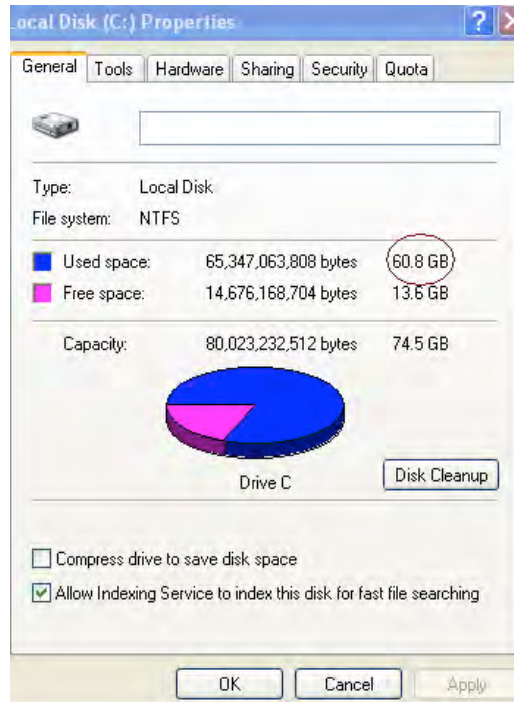 ocal Disk (C:) Properties ?
General Tools Hardware Sharing Security Quota
Type: Local Disk
File system: NTFS
Used space: 65,347,063,808 bytes 60.8 GB
Free space: 14,676,168,704 bytes 13.6 GB
Capacity: 80,023,232,512 bytes 74.5 GB
Drive C
Disk Cleanup
Compress drive to save disk space
Allow Indexing Service to index this disk for fast file searching
OK Cancel Apply